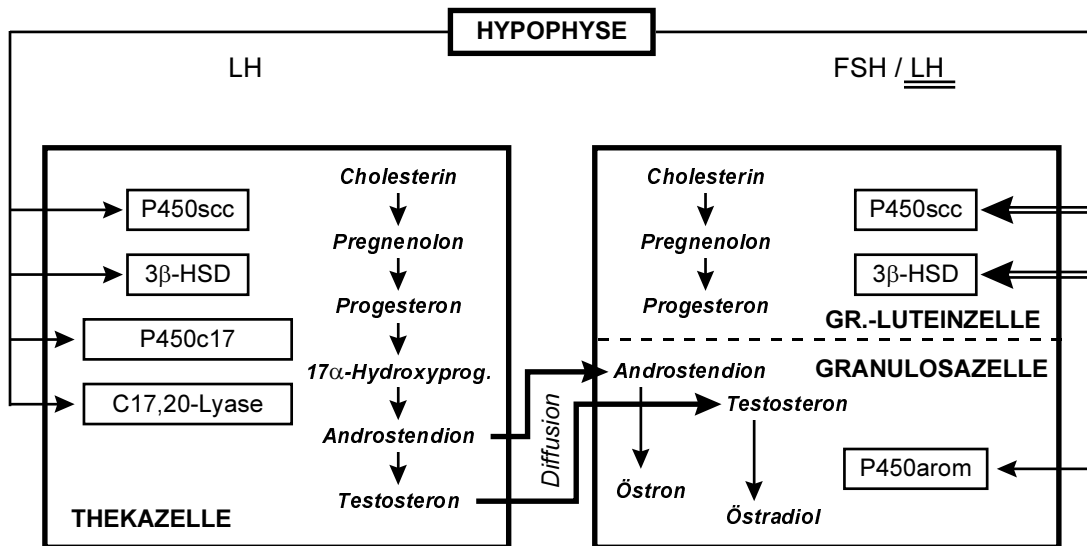 HYPOPHYSE
LH
FSH / LH
Cholesterin
P450scc
Pregnenolon
3β-HSD
Progesteron
P450c17
17α-Hydroxyprog.
C17,20-Lyase
Androstendion
Testosteron
THEKAZELLE
Diffusion
Cholesterin
P450scc
Pregnenolon
3β-HSD
Progesteron
GR.-LUTEINZELLE
Androstendion
GRANULOSAZELLE
Testosteron
P450arom
Östron
Östradiol